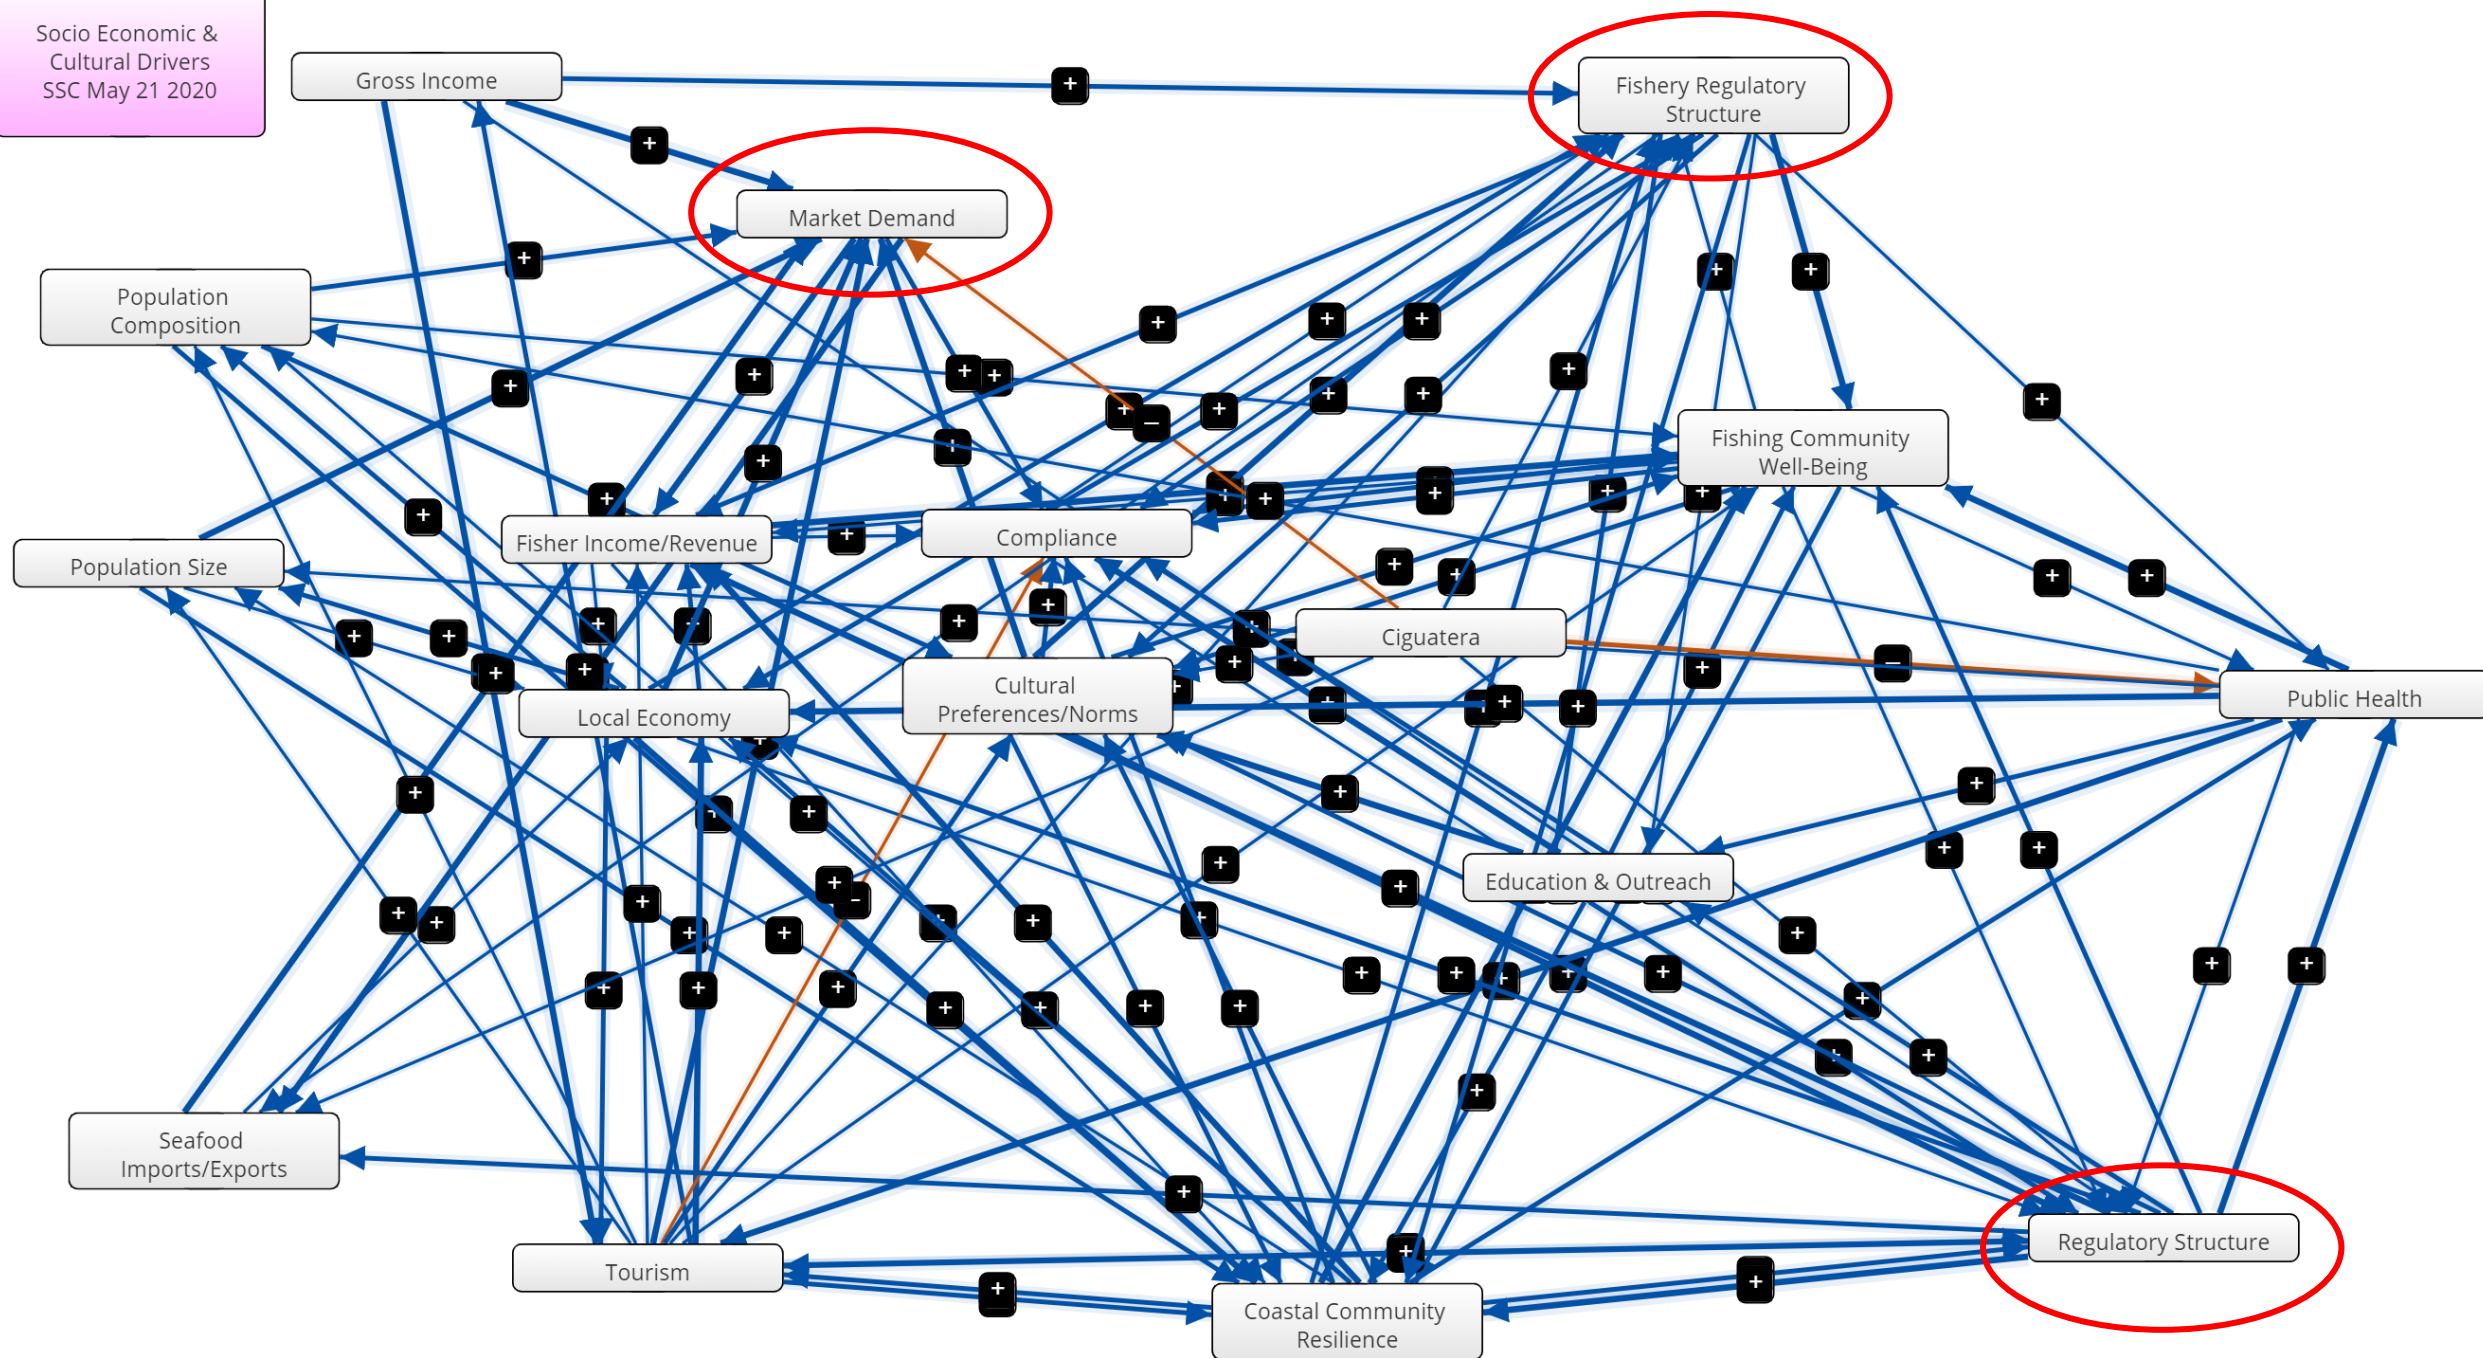 Socio Economic &
Cultural Drivers
SSC May 21 2020
Gross Income
Fishery Regulatory
Structure
Market Demand
Population
Composition
Fishing Community
Well-Being
Fisher Income/Revenue
Compliance
Population Size
Ciguatera
Cultural
Preferences/Norms
Public Health
Local Economy
Education & Outreach
Seafood
Imports/Exports
Regulatory Structure
Tourism
Coastal Community
Resilience